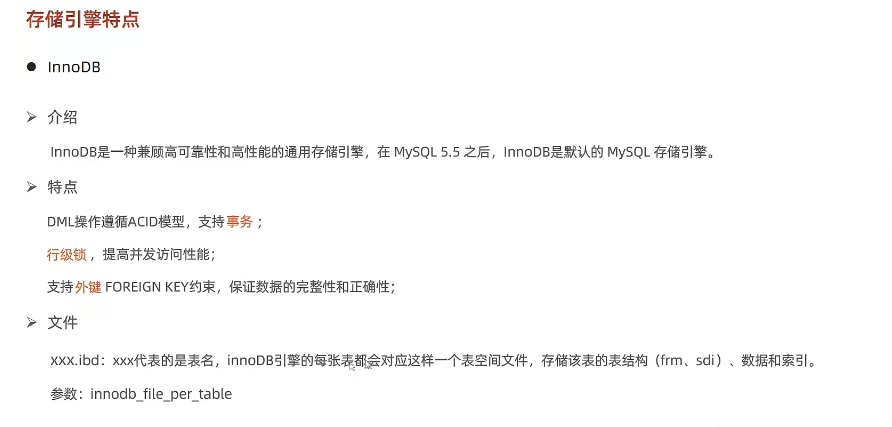 存储引擎特点
● InnoDB
➢ 介绍
InnoDB是一种兼顾高可靠性和高性能的通用存储引擎，在 MySQL 5.5 之后，InnoDB是默认的 MySQL 存储引擎。
➢ 特点
DML操作遵循ACID模型，支持事务；
行级锁，提高并发访问性能；
支持外键 FOREIGN KEY约束，保证数据的完整性和正确性；
➢ 文件
xxx.ibd：xxx代表的是表名，innoDB引擎的每张表都会对应这样一个表空间文件，存储该表的表结构（frm、sdi）、数据和索引。
参数：innodb_file_per_table